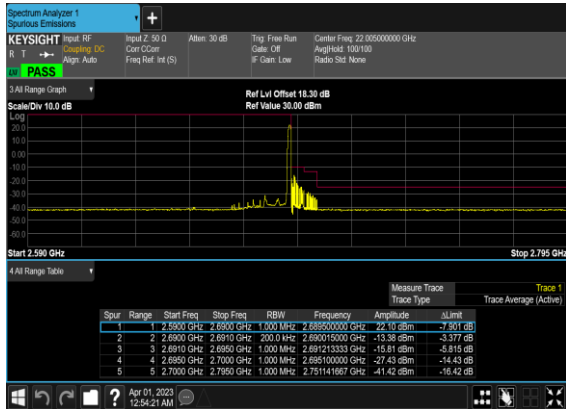 Spectrum Analyzer 1
Spurious Emissions
+
KEYSIGHT Input: RF Input Z: 50 Ω Atten: 30 dB Trig: Free Run Center Freq: 22.005000000 GHz
R T Coupling: DC Corr CCorr Gate: Off Avg|Hold: 100/100
Align: Auto Freq Ref: Int (S) IF Gain: Low Radio Std: None
PASS
3 All Range Graph
Ref Lvl Offset 18.30 dB
Scale/Div 10.0 dB Ref Value 30.00 dBm
Log
20.0
10.0
0.00
-10.0
-20.0
-30.0
-40.0
-50.0
-60.0
Start 2.590 GHz Stop 2.795 GHz
4 All Range Table
Measure Trace Trace 1
Trace Type Trace Average (Active)
Spur Range Start Freq Stop Freq RBW Frequency Amplitude ΔLimit
1 1 2.5900 GHz 2.6900 GHz 1.000 MHz 2.689500000 GHz 22.10 dBm -7.901 dB
2 2 2.6900 GHz 2.6910 GHz 200.0 kHz 2.690015000 GHz -13.38 dBm -3.377 dB
3 3 2.6910 GHz 2.6950 GHz 1.000 MHz 2.691213333 GHz -15.81 dBm -5.815 dB
4 4 2.6950 GHz 2.7000 GHz 1.000 MHz 2.695100000 GHz -27.43 dBm -14.43 dB
5 5 2.7000 GHz 2.7950 GHz 1.000 MHz 2.751141667 GHz -41.42 dBm -16.42 dB
? Apr 01, 2023
12:54:21 AM